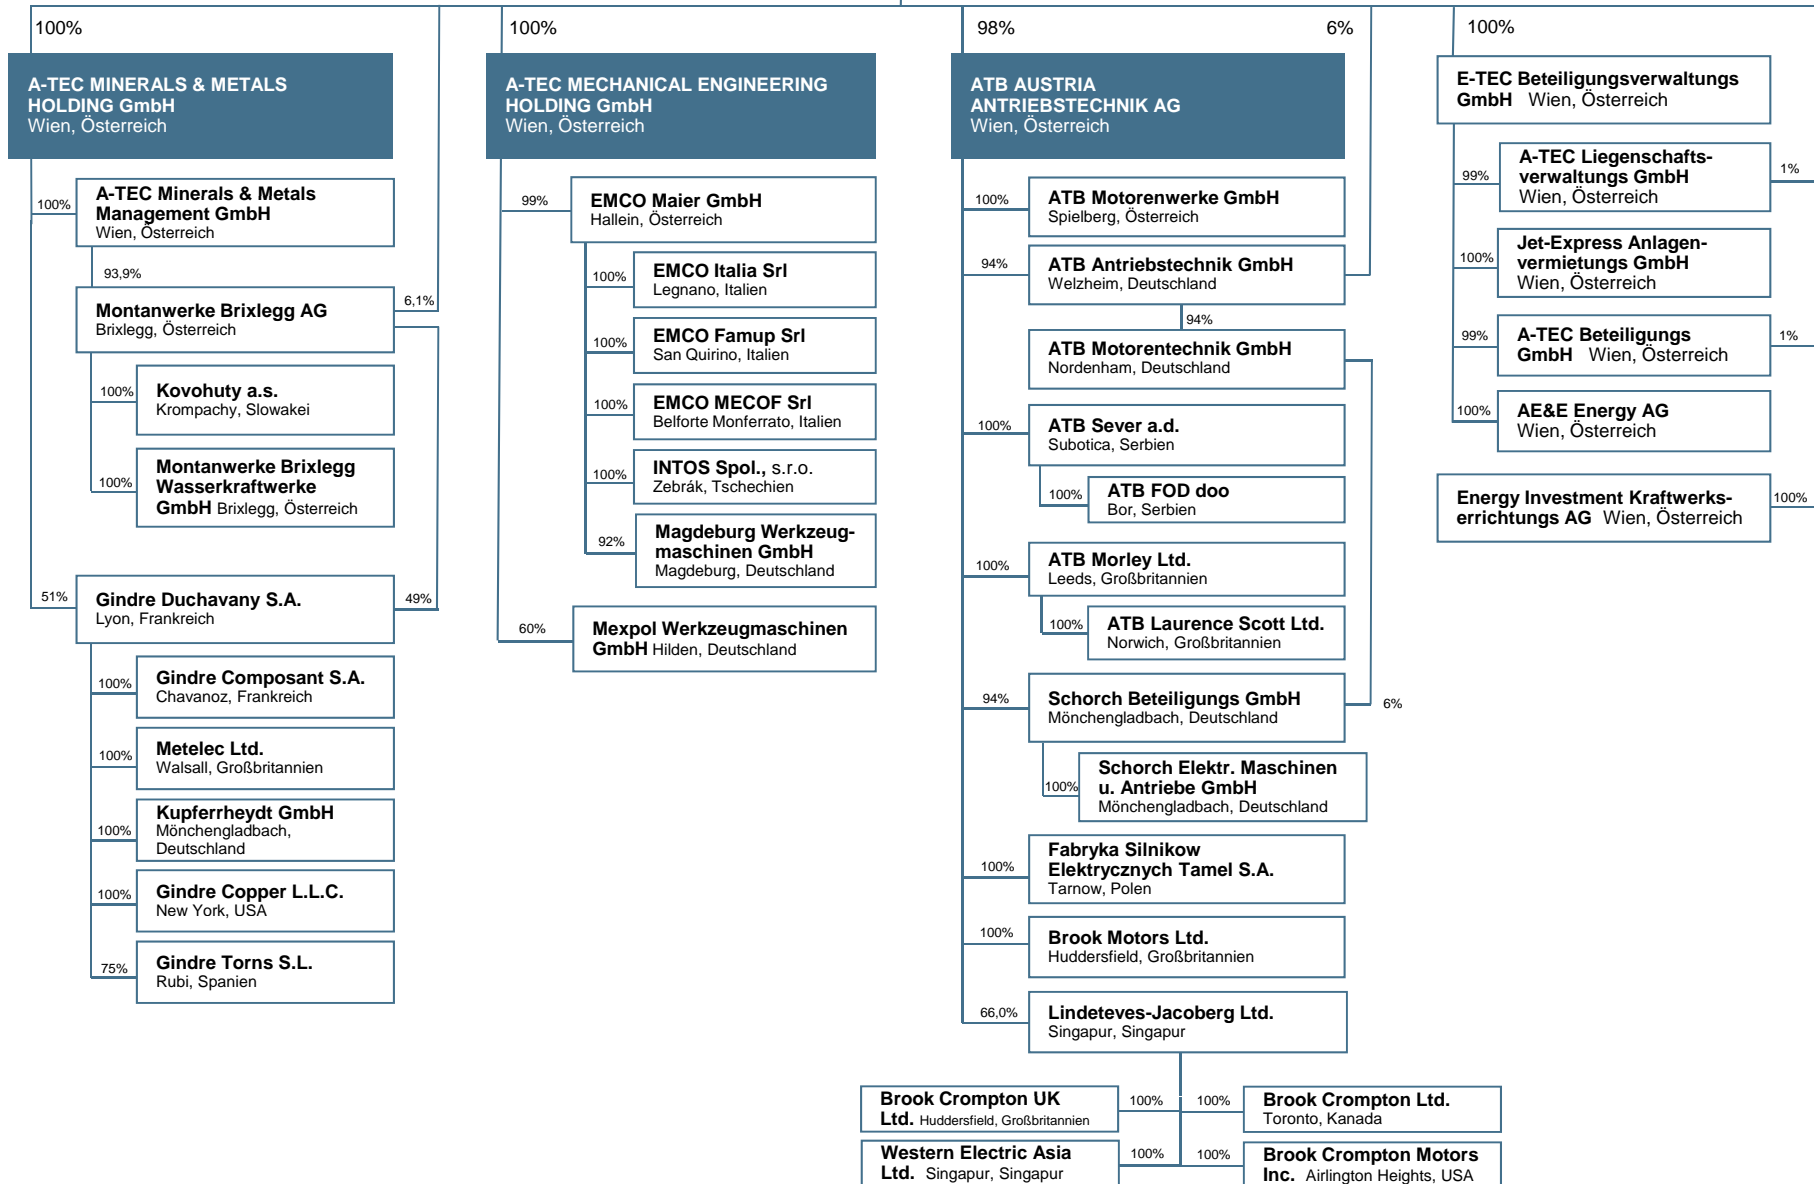 100%
A-TEC MINERALS & METALS
HOLDING GmbH
Wien, Österreich
100%
A-TEC Minerals & Metals
Management GmbH
Wien, Österreich
93,9%
Montanwerke Brixlegg AG
Brixlegg, Österreich
6,1%
100%
Kovohuty a.s.
Krompachy, Slowakei
100%
Montanwerke Brixlegg
Wasserkraftwerke
GmbH Brixlegg, Österreich
51%
Gindre Duchavany S.A.
Lyon, Frankreich
49%
100%
Gindre Composant S.A.
Chavanoz, Frankreich
100%
Metelec Ltd.
Walsall, Großbritannien
100%
Kupferrheydt GmbH
Mönchengladbach,
Deutschland
100%
Gindre Copper L.L.C.
New York, USA
75%
Gindre Torns S.L.
Rubi, Spanien
100%
A-TEC MECHANICAL ENGINEERING
HOLDING GmbH
Wien, Österreich
99%
EMCO Maier GmbH
Hallein, Österreich
100%
EMCO Italia Srl
Legnano, Italien
100%
EMCO Famup Srl
San Quirino, Italien
100%
EMCO MECOF Srl
Belforte Monferrato, Italien
100%
INTOS Spol., s.r.o.
Zebrák, Tschechien
92%
Magdeburg Werkzeug-
maschinen GmbH
Magdeburg, Deutschland
60%
Mexpol Werkzeugmaschinen
GmbH Hilden, Deutschland
98%
6%
ATB AUSTRIA
ANTRIEBSTECHNIK AG
Wien, Österreich
100%
ATB Motorenwerke GmbH
Spielberg, Österreich
94%
ATB Antriebstechnik GmbH
Welzheim, Deutschland
94%
ATB Motorentechnik GmbH
Nordenham, Deutschland
100%
ATB Sever a.d.
Subotica, Serbien
100%
ATB FOD doo
Bor, Serbien
100%
ATB Morley Ltd.
Leeds, Großbritannien
100%
ATB Laurence Scott Ltd.
Norwich, Großbritannien
94%
Schorch Beteiligungs GmbH
Mönchengladbach, Deutschland
6%
100%
Schorch Elektr. Maschinen
u. Antriebe GmbH
Mönchengladbach, Deutschland
100%
Fabryka Silnikow
Elektrycznych Tamel S.A.
Tarnow, Polen
100%
Brook Motors Ltd.
Huddersfield, Großbritannien
66,0%
Lindeteves-Jacoberg Ltd.
Singapur, Singapur
Brook Crompton UK
Ltd. Huddersfield, Großbritannien
100%
100%
Brook Crompton Ltd.
Toronto, Kanada
Western Electric Asia
Ltd. Singapur, Singapur
100%
100%
Brook Crompton Motors
Inc. Airlington Heights, USA
100%
E-TEC Beteiligungsverwaltungs
GmbH Wien, Österreich
99%
A-TEC Liegenschafts-
verwaltungs GmbH
Wien, Österreich
1%
100%
Jet-Express Anlagen-
vermietungs GmbH
Wien, Österreich
99%
A-TEC Beteiligungs
GmbH Wien, Österreich
1%
100%
AE&E Energy AG
Wien, Österreich
Energy Investment Kraftwerks-
errichtungs AG Wien, Österreich
100%